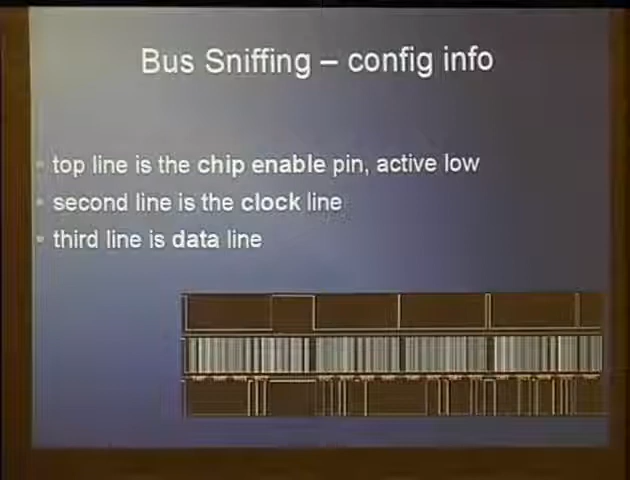 Bus Sniffing – config info
top line is the chip enable pin, active low
second line is the clock line
third line is data line